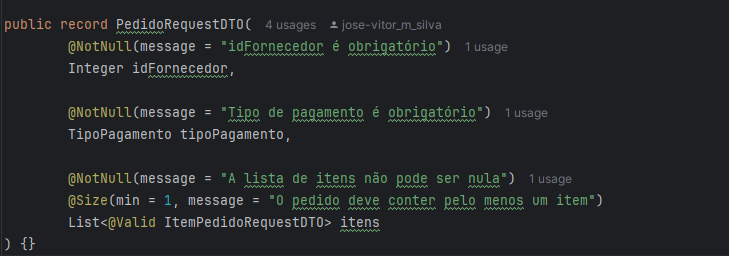 public record PedidoRequestDTO( 4 usages jose-vitor_m_silva
@NotNull(message = "idFornecedor é obrigatório") 1 usage
Integer idFornecedor,
@NotNull(message = "Tipo de pagamento é obrigatório") 1 usage
TipoPagamento tipoPagamento,
@NotNull(message = "A lista de itens não pode ser nula") 1 usage
@Size(min = 1, message = "O pedido deve conter pelo menos um item")
List<@Valid ItemPedidoRequestDTO> itens
) {}